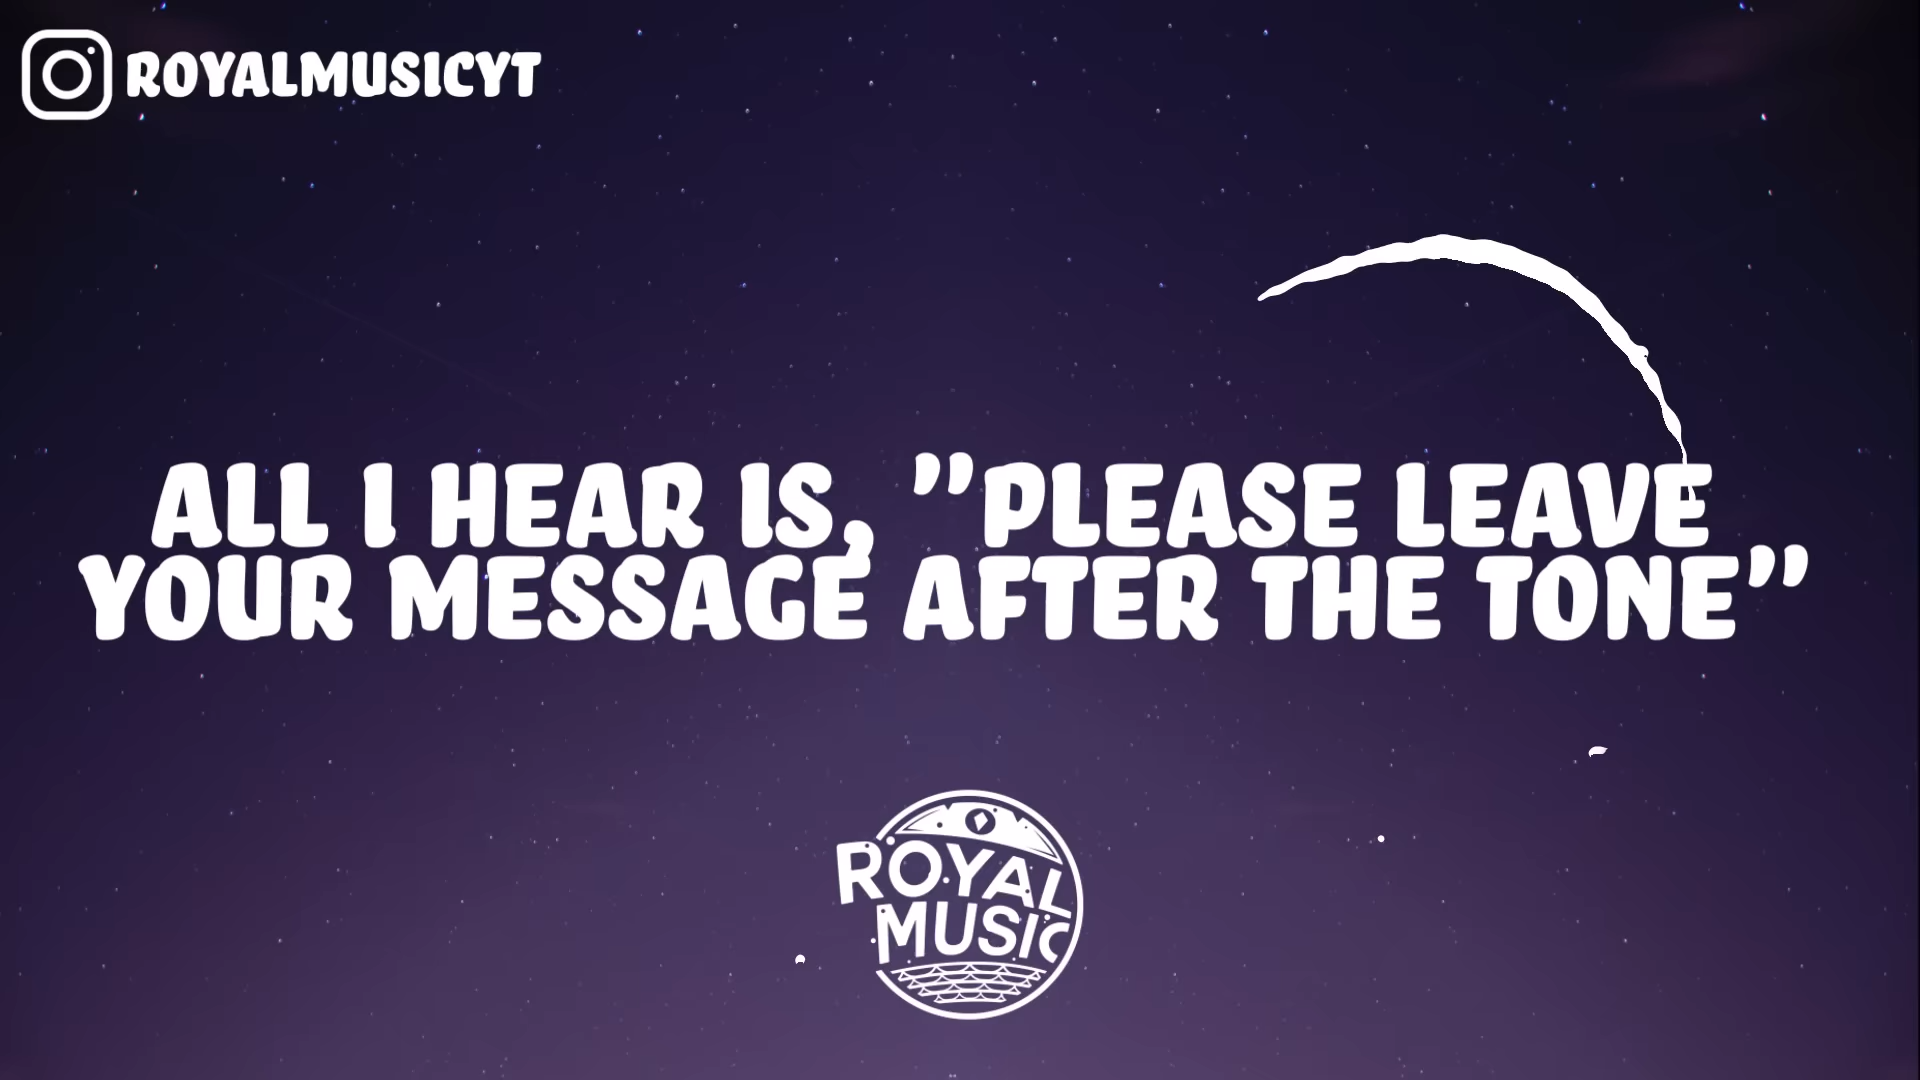 ROYALMUSICYT
ALL I HEAR IS, "PLEASE LEAVE
YOUR MESSAGE AFTER THE TONE"
ROYAL
MUSIC